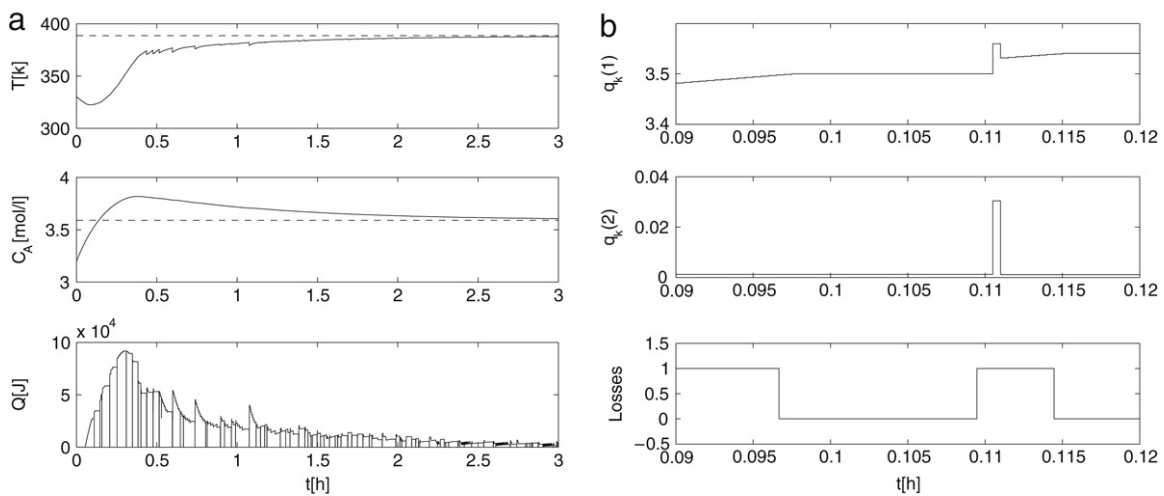 a
T[k]
400
350
300
0 0.5 1 1.5 2 2.5 3
C_A[mol/l]
4
3.5
3
0 0.5 1 1.5 2 2.5 3
x 10^4
Q[J]
10
5
0
0 0.5 1 1.5 2 2.5 3
t[h]
b
q_k(1)
3.5
3.4
0.09 0.095 0.1 0.105 0.11 0.115 0.12
q_k(2)
0.04
0.02
0
0.09 0.095 0.1 0.105 0.11 0.115 0.12
Losses
1.5
1
0.5
0
−0.5
0.09 0.095 0.1 0.105 0.11 0.115 0.12
t[h]